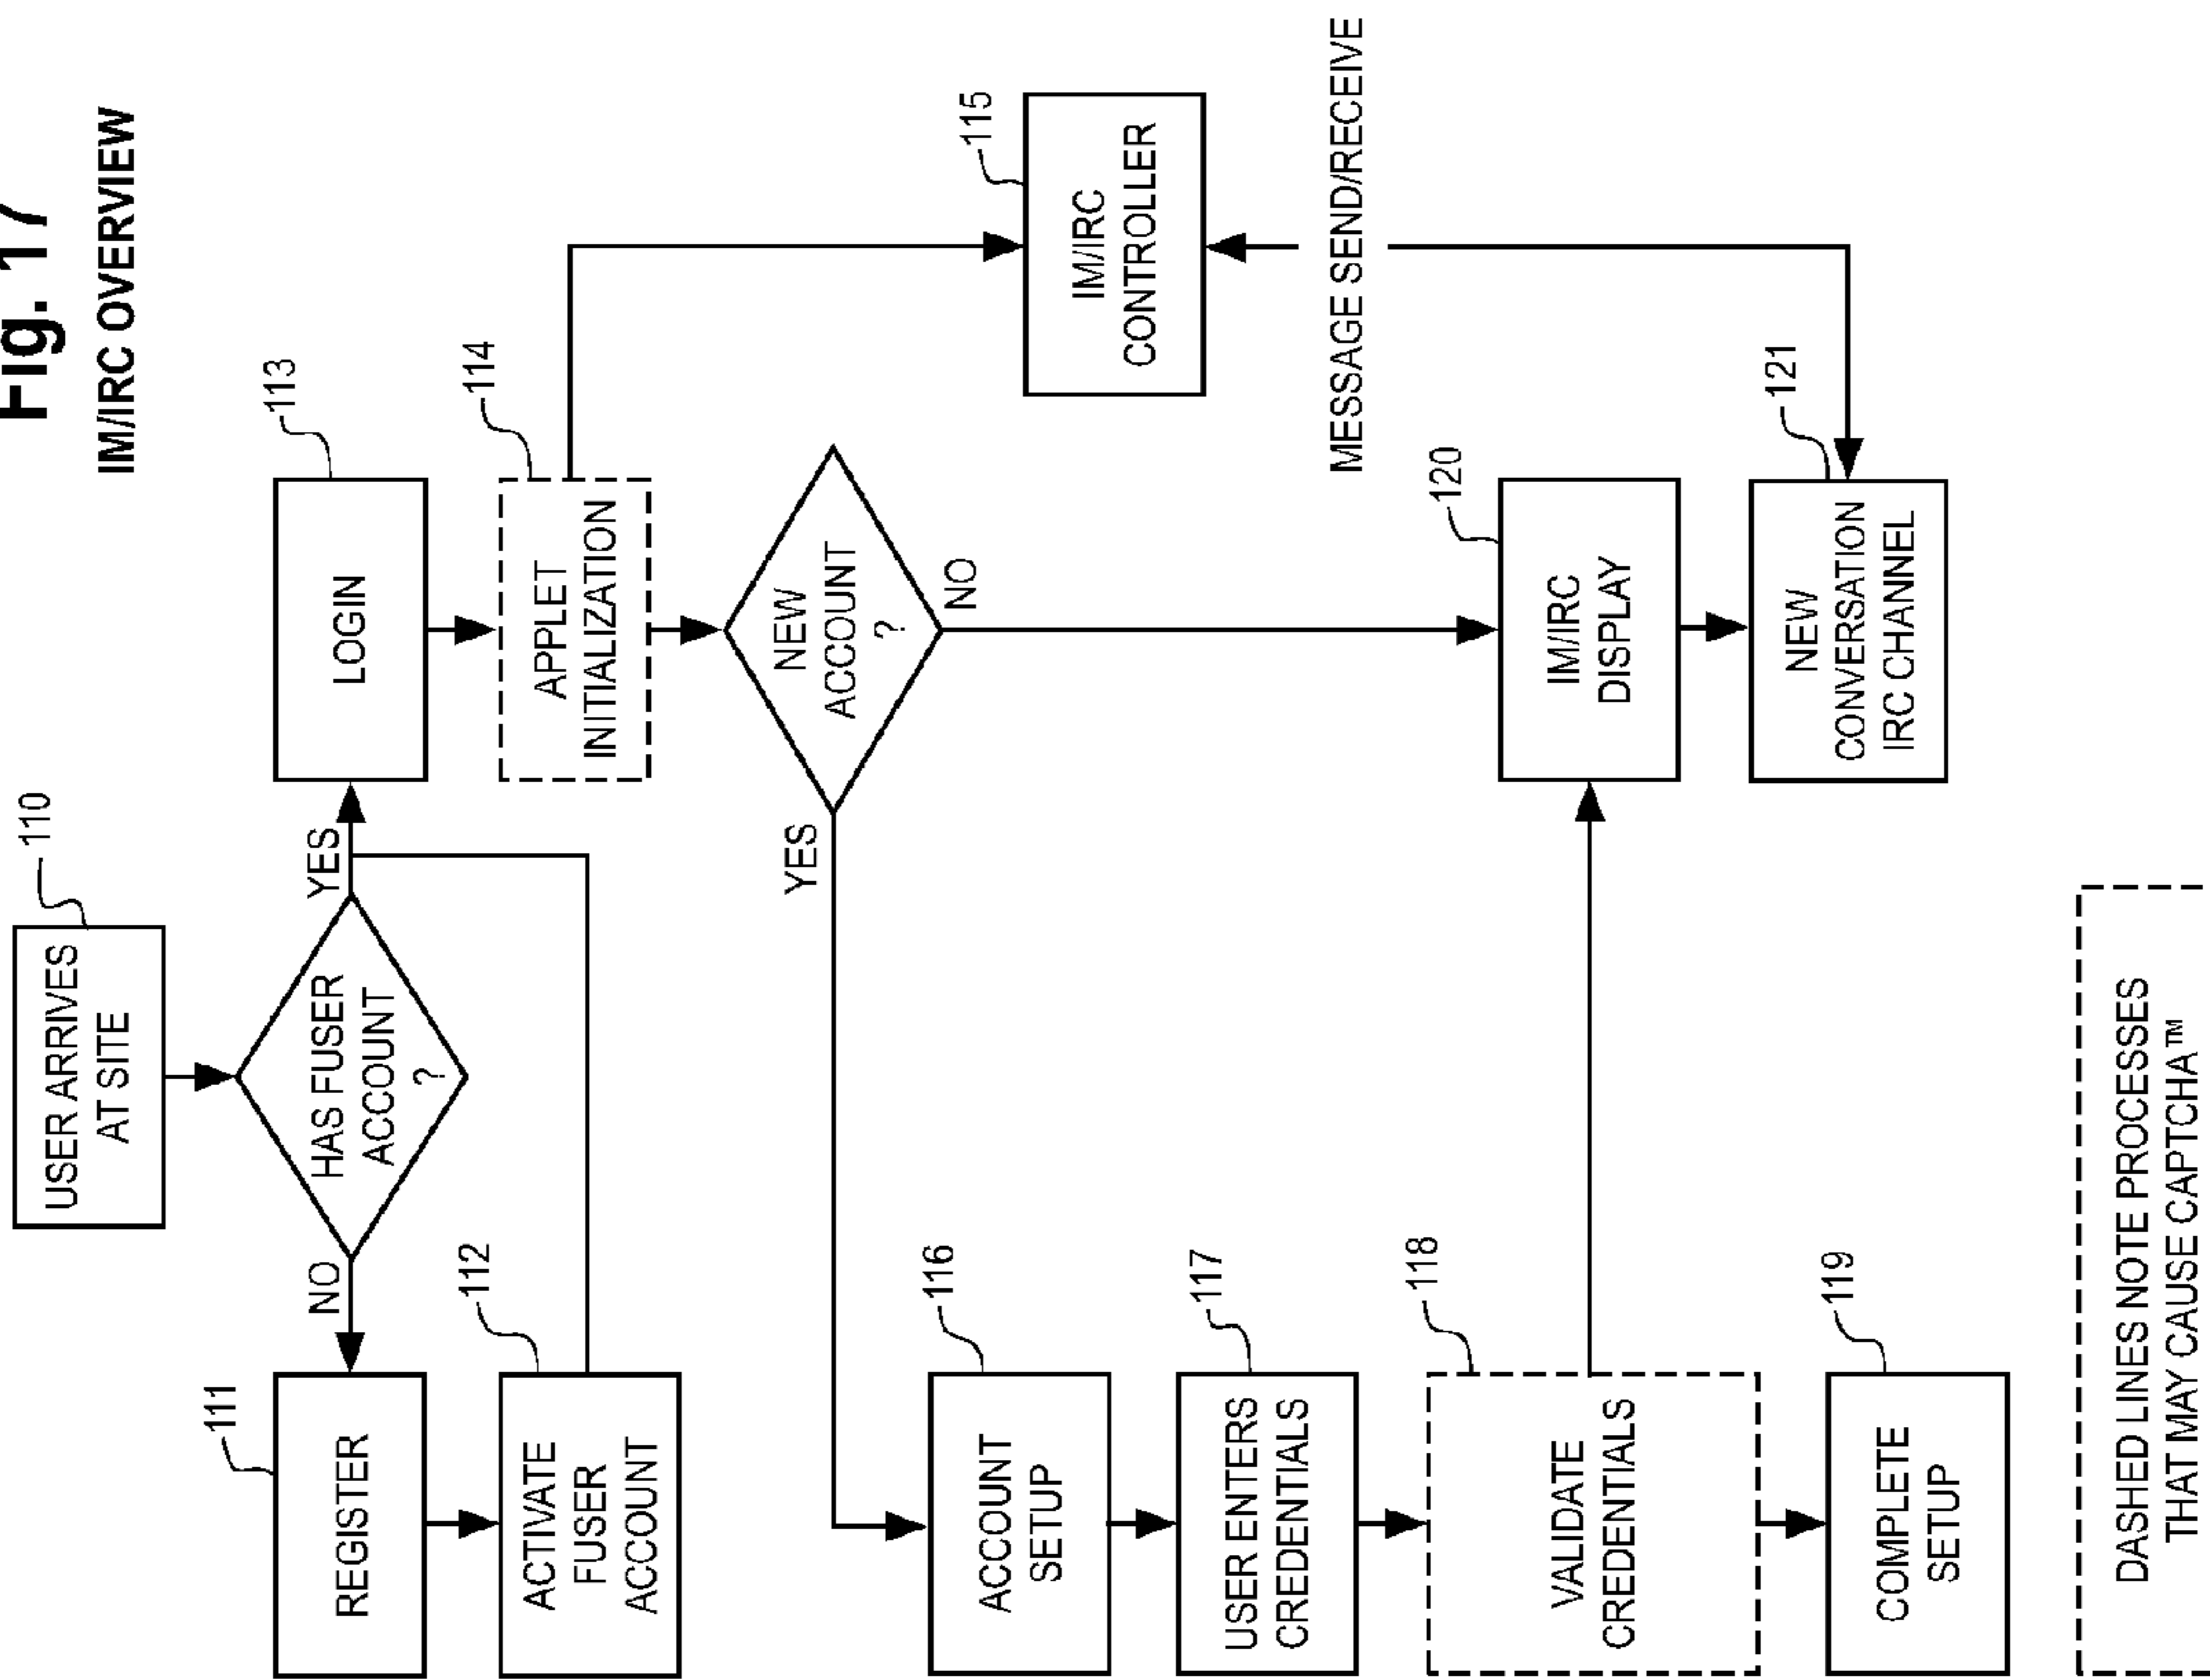 Fig. 17
IM/IRC OVERVIEW
110
USER ARRIVES
AT SITE
HAS FUSER
ACCOUNT
?
NO
YES
111
REGISTER
112
ACTIVATE
FUSER
ACCOUNT
113
LOGIN
114
APPLET
INITIALIZATION
NEW
ACCOUNT
?
YES
NO
115
IM/IRC
CONTROLLER
MESSAGE SEND/RECEIVE
116
ACCOUNT
SETUP
117
USER ENTERS
CREDENTIALS
118
VALIDATE
CREDENTIALS
119
COMPLETE
SETUP
120
IM/IRC
DISPLAY
121
NEW
CONVERSATION
IRC CHANNEL
DASHED LINES NOTE PROCESSES
THAT MAY CAUSE CAPTCHA™